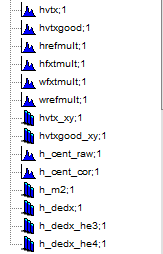 hvtx;1
hvtxgood;1
hrefmult;1
hfxtmult;1
wfxtmult;1
wrefmult;1
hvtx_xy;1
hvtxgood_xy;1
h_cent_raw;1
h_cent_cor;1
h_m2;1
h_dedx;1
h_dedx_he3;1
h_dedx_he4;1